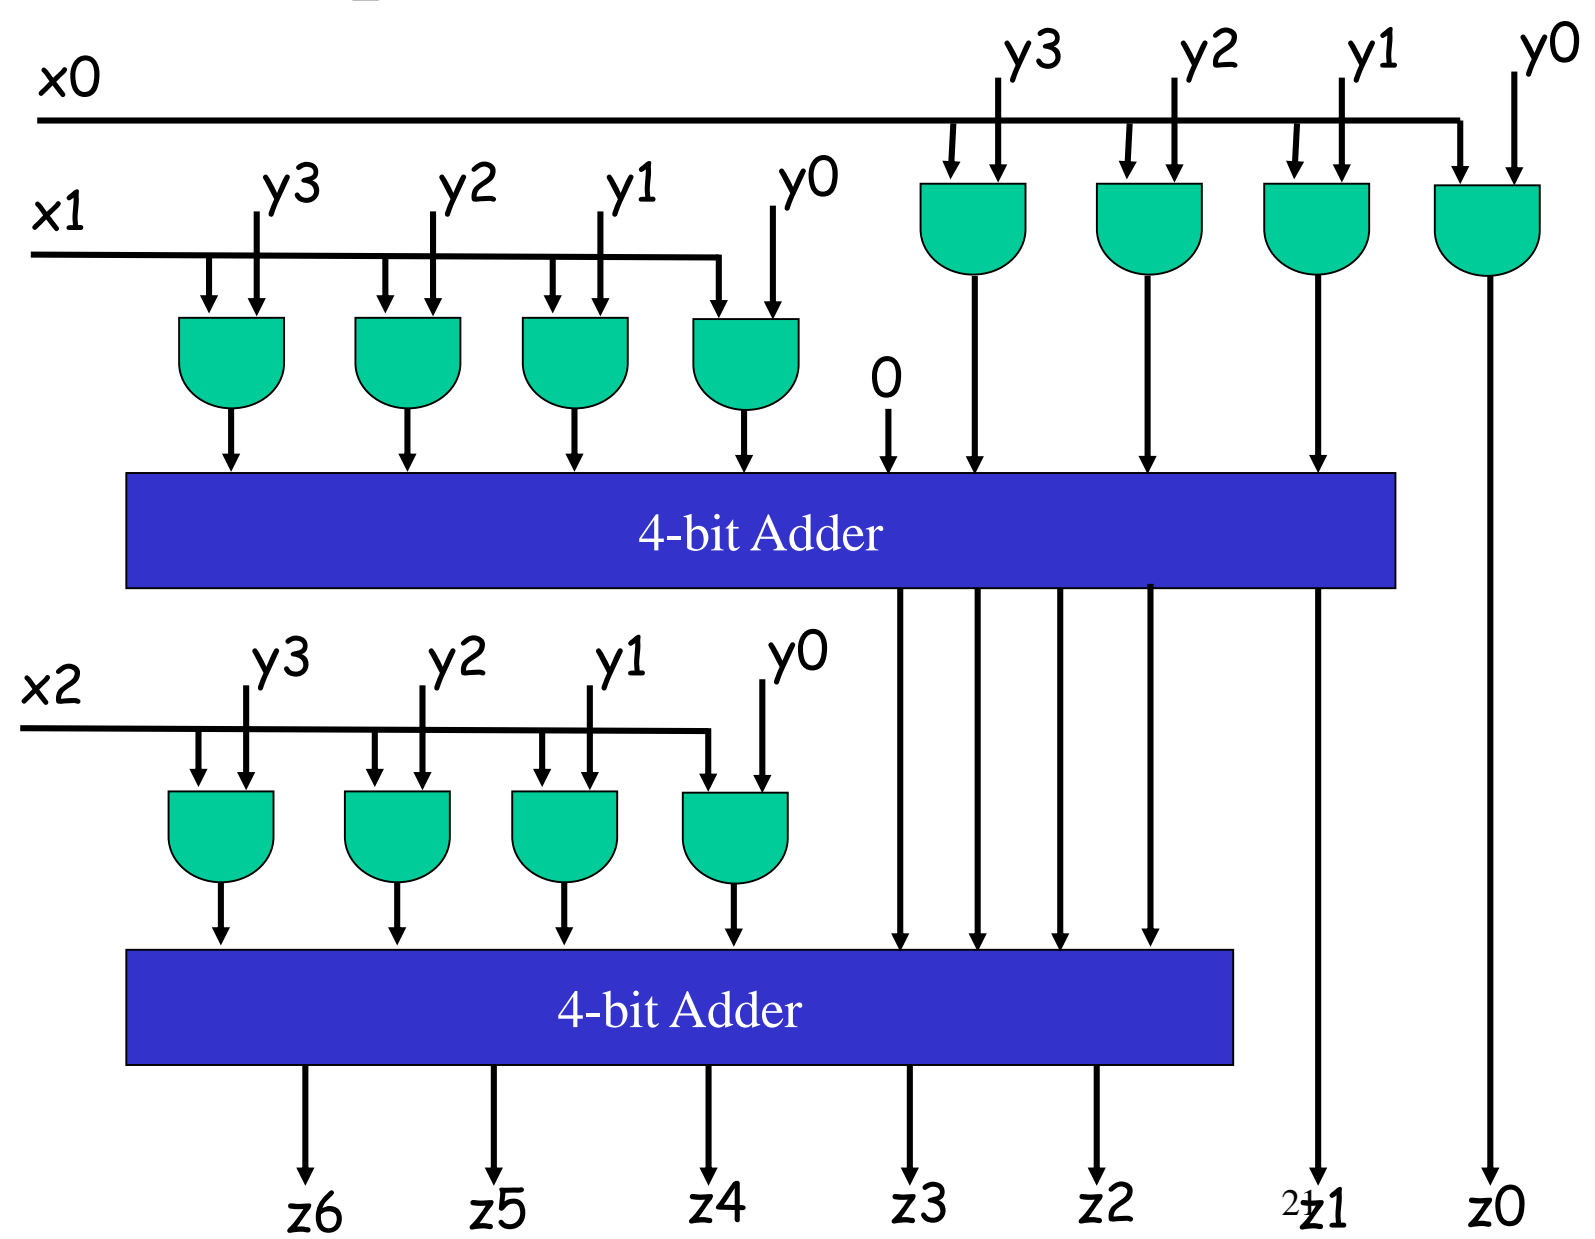 x0 y3 y2 y1 y0
x1 y3 y2 y1 y0
0
4-bit Adder
x2 y3 y2 y1 y0
4-bit Adder
z6 z5 z4 z3 z2 21 z1 z0